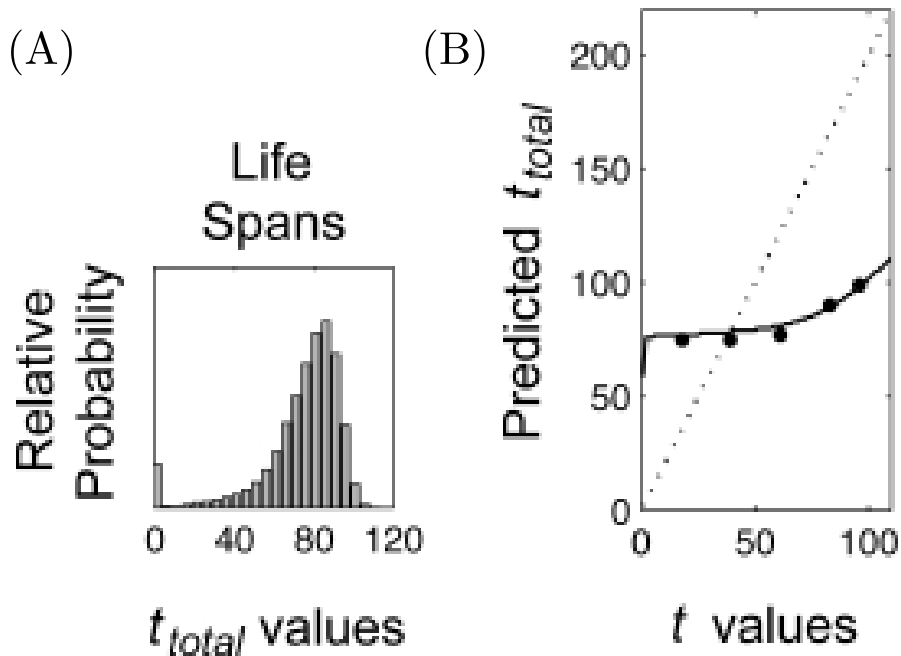 (A)
Life
Spans
Relative
Probability
0 40 80 120
t_total values
(B)
Predicted t_total
200
150
100
50
0
0 50 100
t values